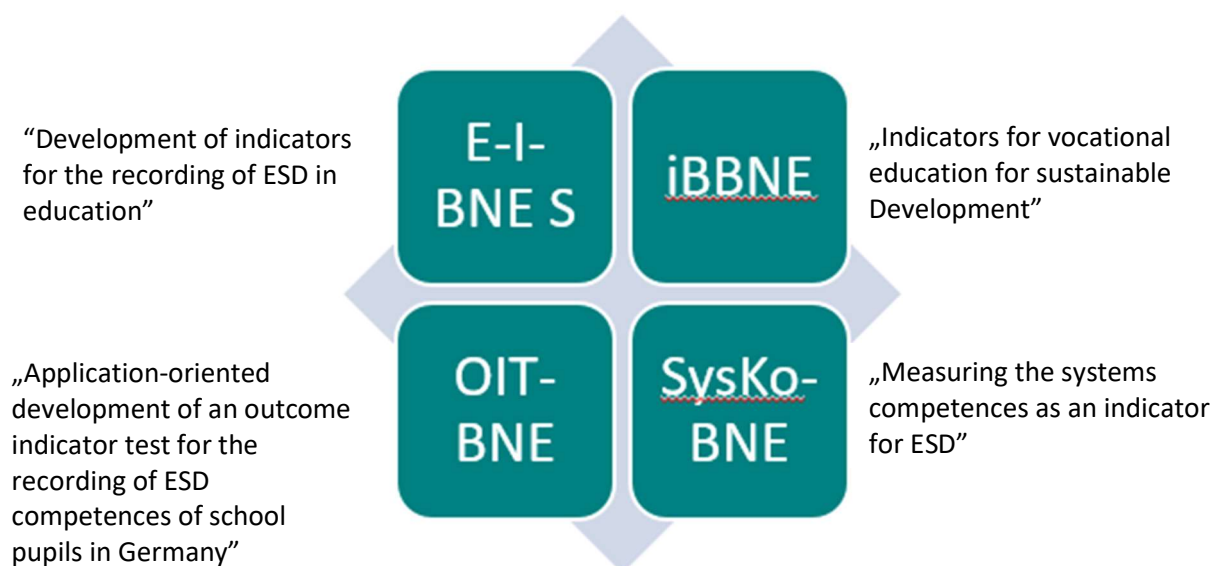 “Development of indicators
for the recording of ESD in
education”
E-I-
BNE S
iBBNE
„Indicators for vocational
education for sustainable
Development”
„Application-oriented
development of an outcome
indicator test for the
recording of ESD
competences of school
pupils in Germany”
OIT-
BNE
SysKo-
BNE
„Measuring the systems
competences as an indicator
for ESD”